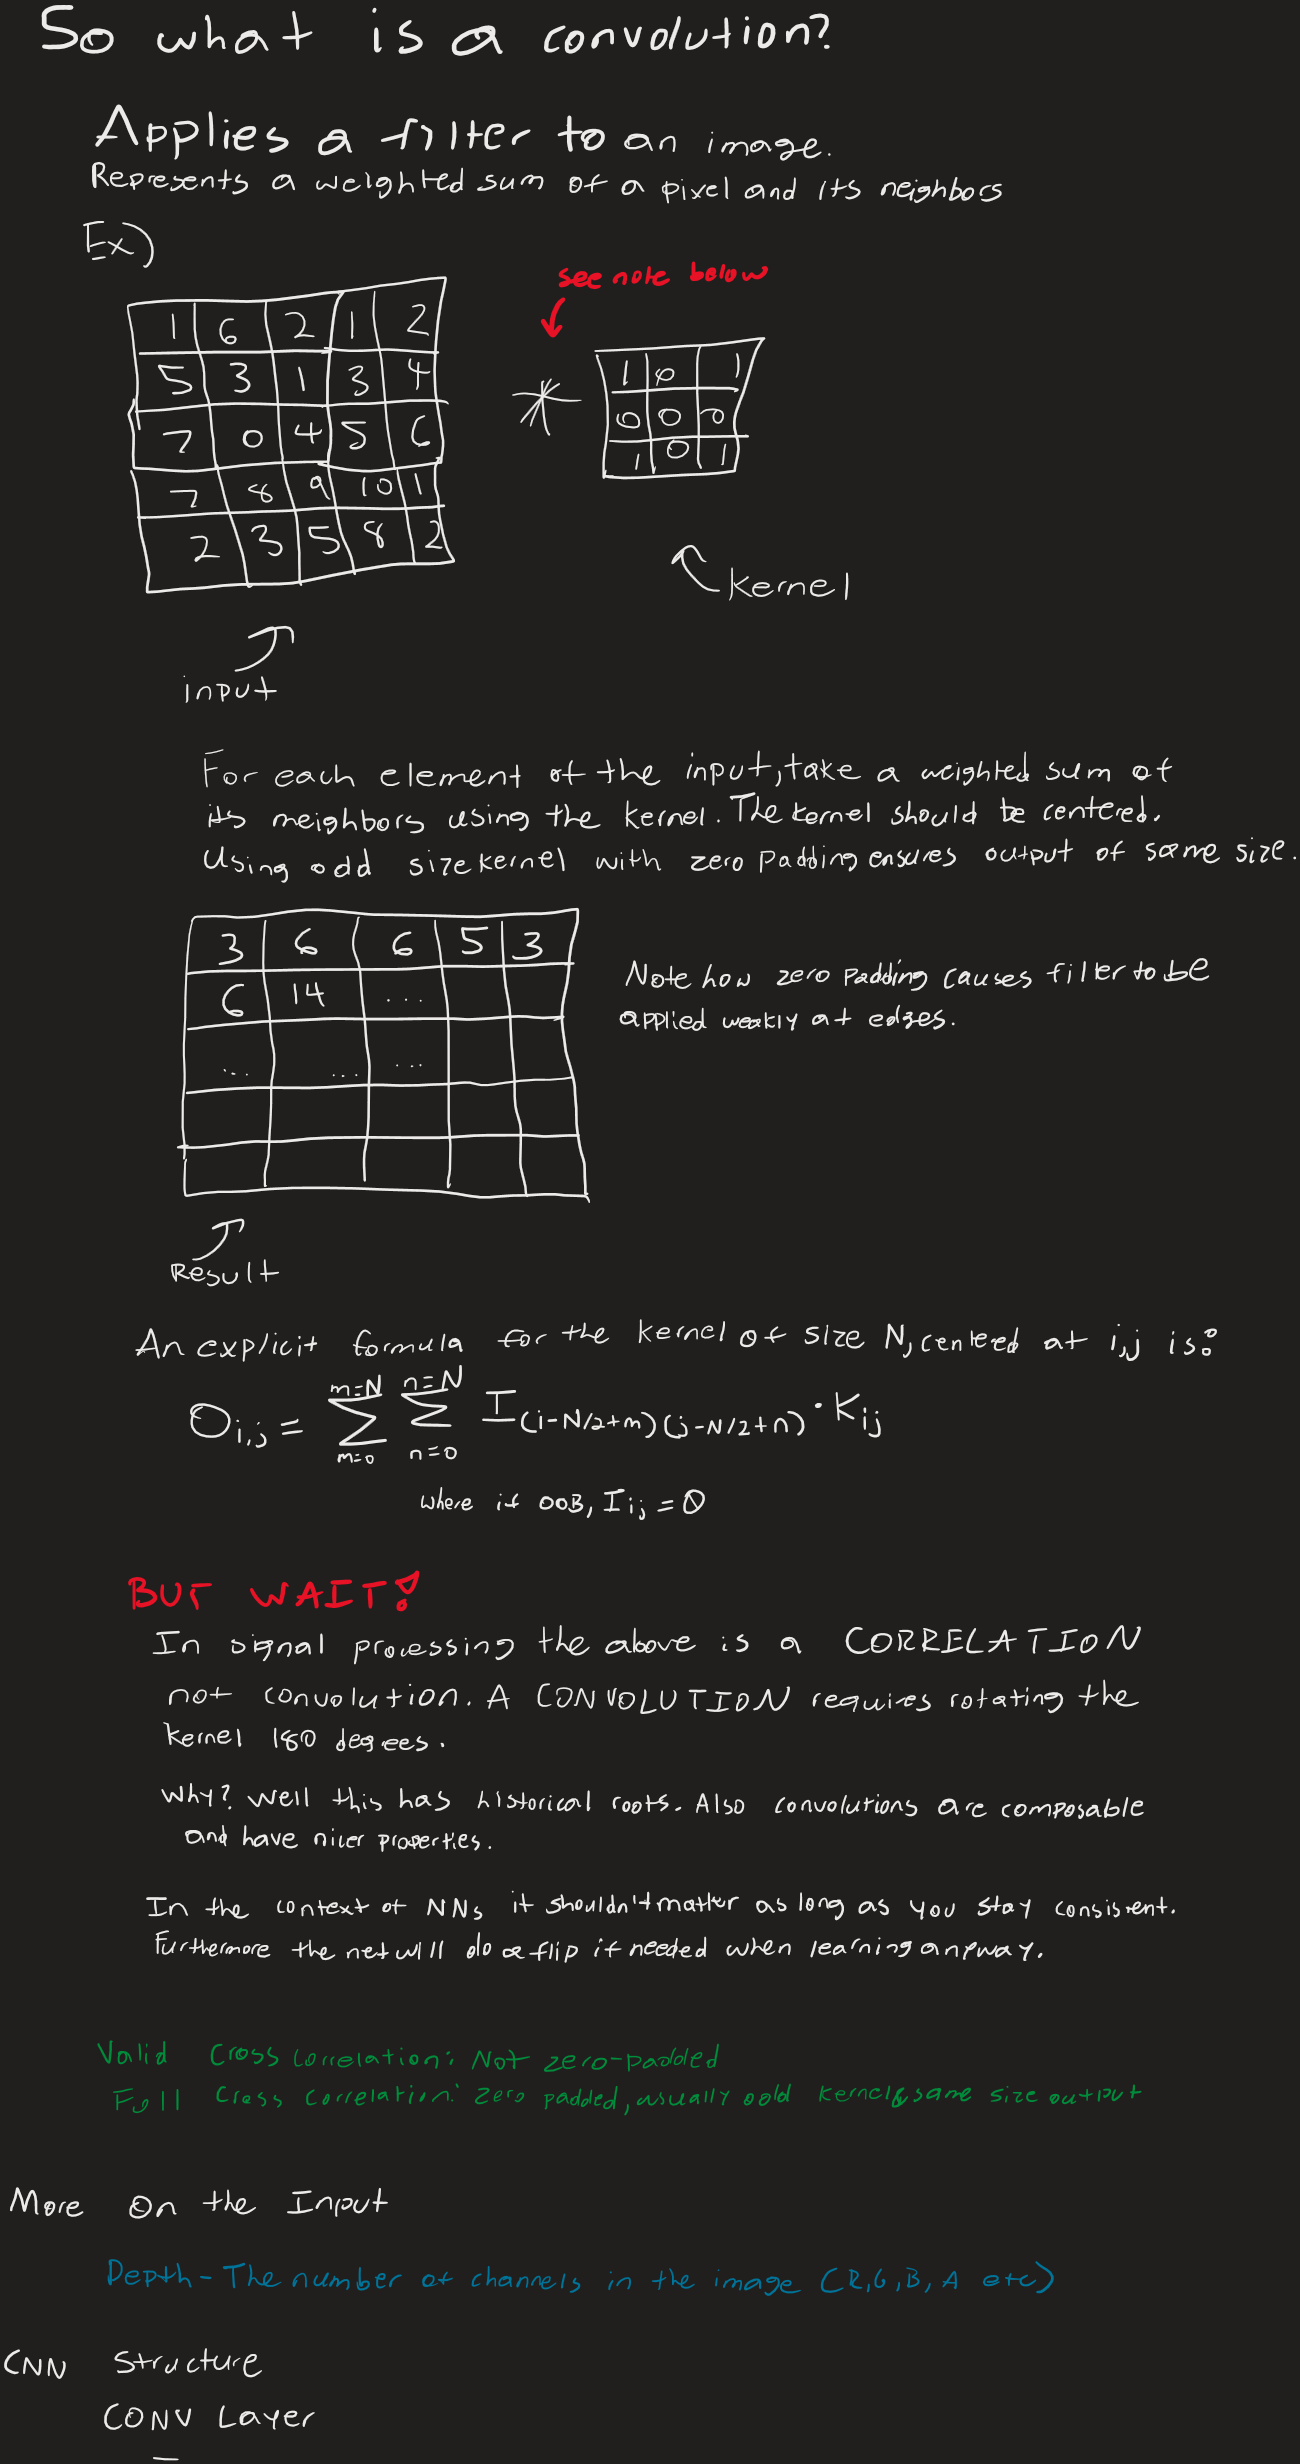 So what is a convolution?
Applies a filter to an image.
Represents a weighted sum of a pixel and its neighbors
Ex)
see note below
1 6 2 1 2
5 3 1 3 4
7 0 4 5 6
7 8 9 10 1
2 3 5 8 2
*
1 0 1
0 0 0
1 0 1
kernel
input
For each element of the input, take a weighted sum of
its neighbors using the kernel. The kernel should be centered.
Using odd size kernel with zero padding ensures output of same size.
3 6 6 5 3
6 14 ...
... ... ...
Note how zero padding causes filter to be
applied weakly at edges.
Result
An explicit formula for the kernel of size N, centered at i,j is:
O_{i,j} = \sum_{m=0}^{m=N} \sum_{n=0}^{n=N} I_{(i-N/2+m)(j-N/2+n)} \cdot K_{ij}
where if OOB, I_{ij} = 0
BUT WAIT!
In signal processing the above is a CORRELATION
not convolution. A CONVOLUTION requires rotating the
kernel 180 degrees.
Why? Well this has historical roots. Also convolutions are composable
and have nicer properties.
In the context of NNs it shouldn't matter as long as you stay consistent.
Furthermore the net will do a flip if needed when learning anyway.
Valid Cross Correlation: Not zero-padded
Full Cross Correlation: Zero padded, usually odd kernel & same size output
More On the Input
Depth - The number of channels in the image (R,G,B,A etc)
CNN Structure
CONV Layer